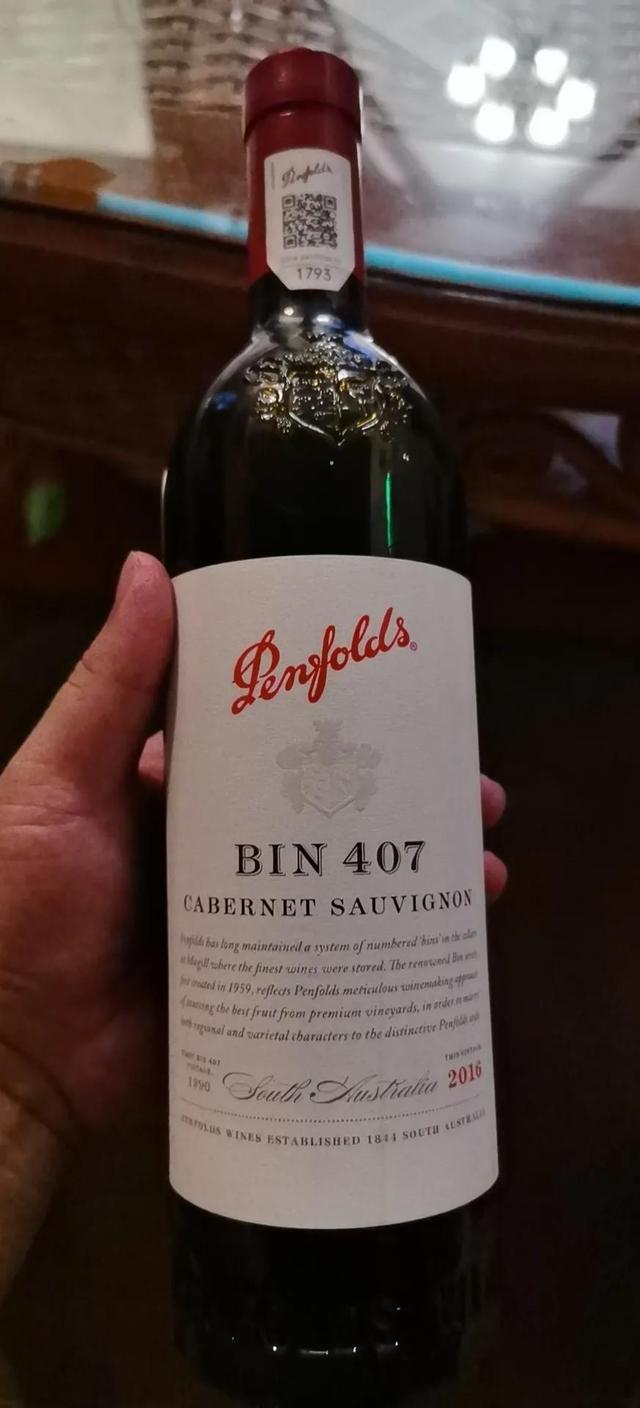 Penfolds
1793
Penfolds®
BIN 407
CABERNET SAUVIGNON
Penfolds has long maintained a system of numbered 'bins' in the cellars
at Magill where the finest wines were stored. The renowned Bin
first created in 1959, reflects Penfolds meticulous winemaking approach
of sourcing the best fruit from premium vineyards, in order to
both regional and varietal characters to the distinctive Penfolds style
FIRST BIN 407
VINTAGE,
1990
South Australia
THIS VINTAGE
2016
PENFOLDS WINES ESTABLISHED 1844 SOUTH AUSTRALIA